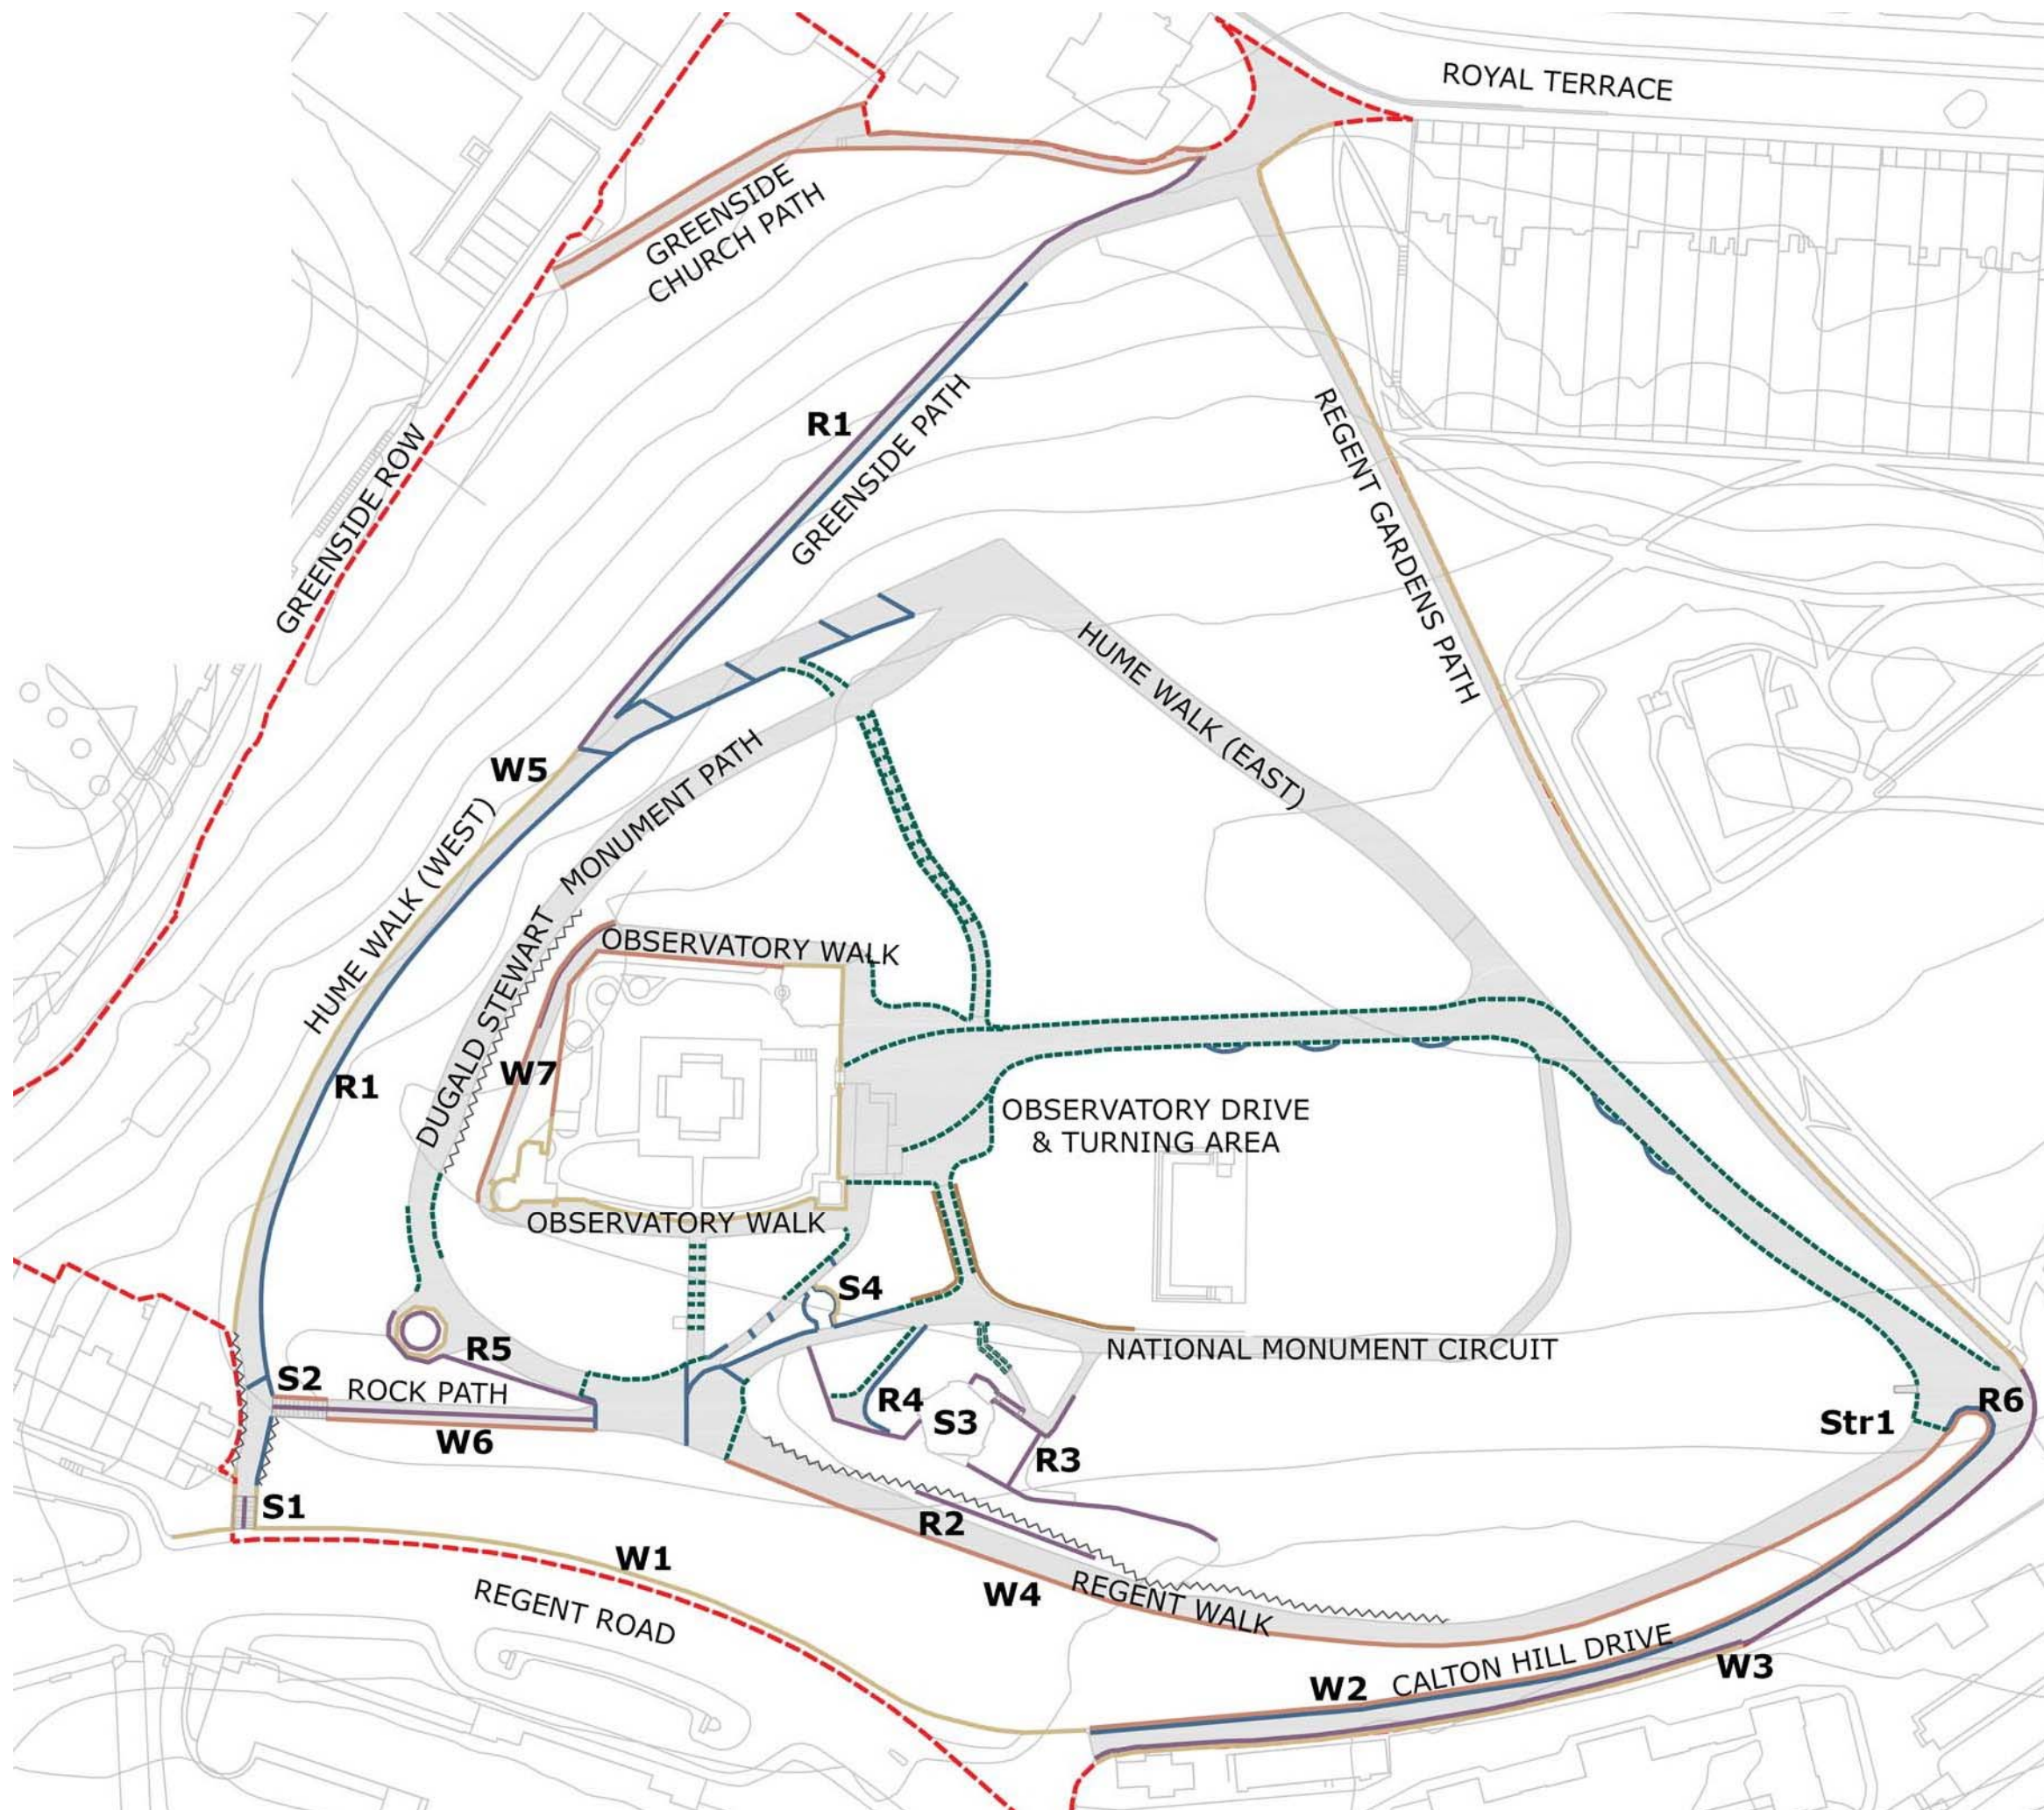 ROYAL TERRACE
GREENSIDE
CHURCH PATH
R1
GREENSIDE PATH
GREENSIDE ROW
REGENT GARDENS PATH
HUME WALK (EAST)
W5
MONUMENT PATH
HUME WALK (WEST)
DUGALD STEWART
OBSERVATORY WALK
W7
R1
OBSERVATORY DRIVE
& TURNING AREA
OBSERVATORY WALK
S4
NATIONAL MONUMENT CIRCUIT
R5
S2
ROCK PATH
W6
R4
S3
R3
R6
Str1
S1
R2
W1
W4
REGENT WALK
REGENT ROAD
W2
CALTON HILL DRIVE
W3